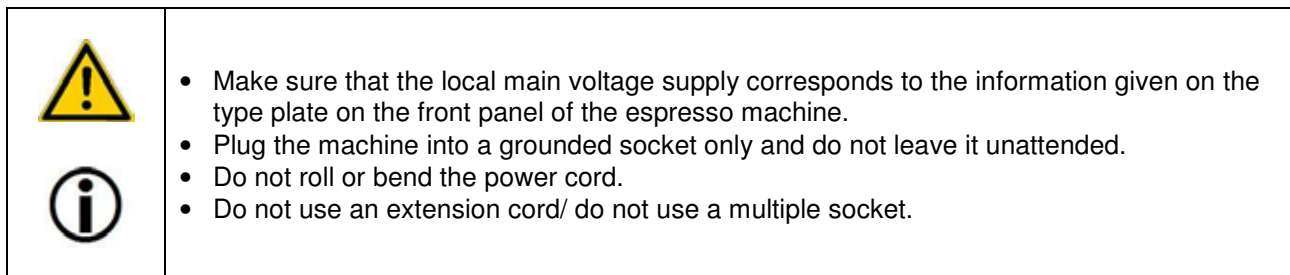 • Make sure that the local main voltage supply corresponds to the information given on the
type plate on the front panel of the espresso machine.
• Plug the machine into a grounded socket only and do not leave it unattended.
• Do not roll or bend the power cord.
• Do not use an extension cord/ do not use a multiple socket.